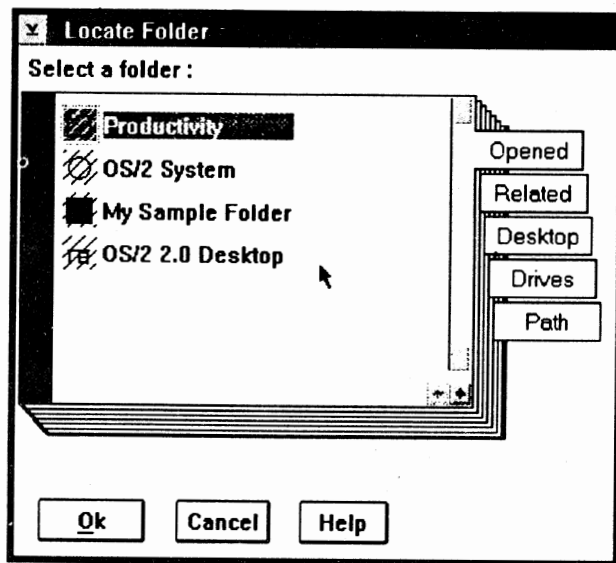 Locate Folder
Select a folder :
Productivity
OS/2 System
My Sample Folder
OS/2 2.0 Desktop
Opened
Related
Desktop
Drives
Path
Ok
Cancel
Help